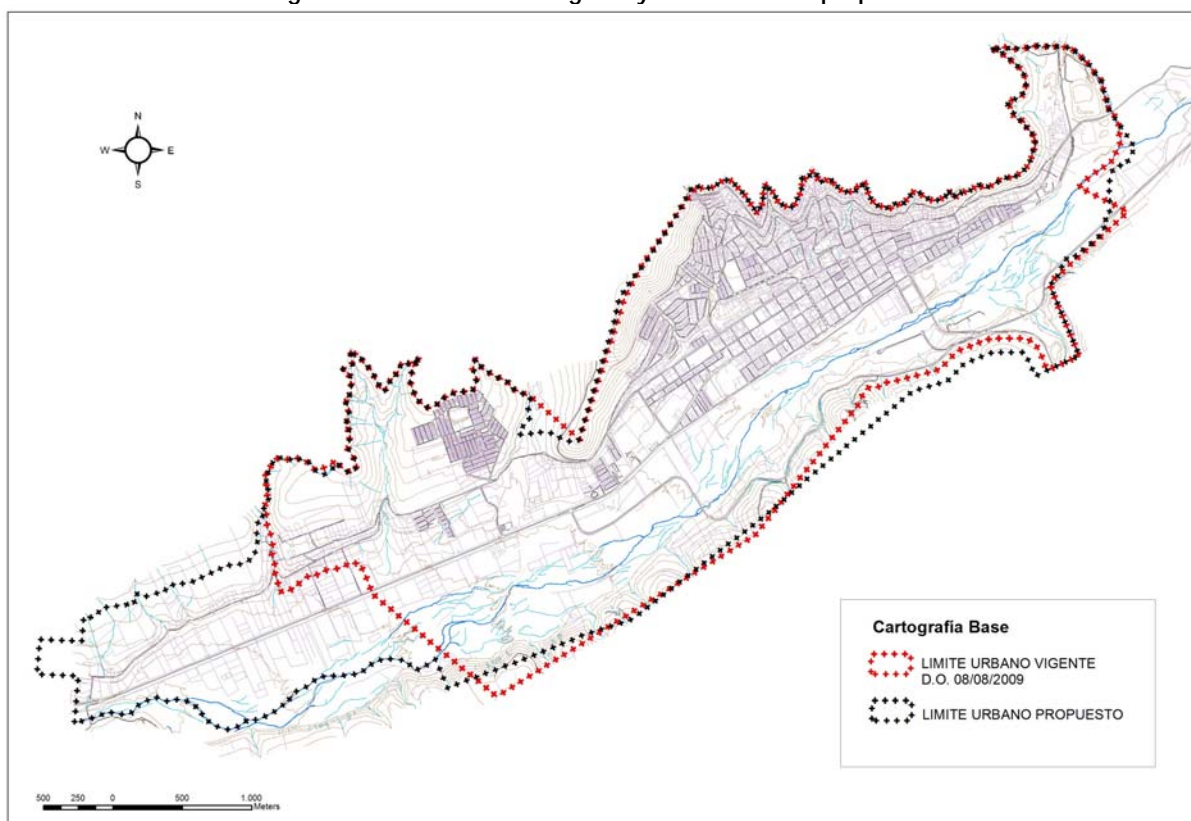 N
W E
S
Cartografía Base
LIMITE URBANO VIGENTE
D.O. 08/08/2009
LIMITE URBANO PROPUESTO
500 250 0 500 1.000
Meters